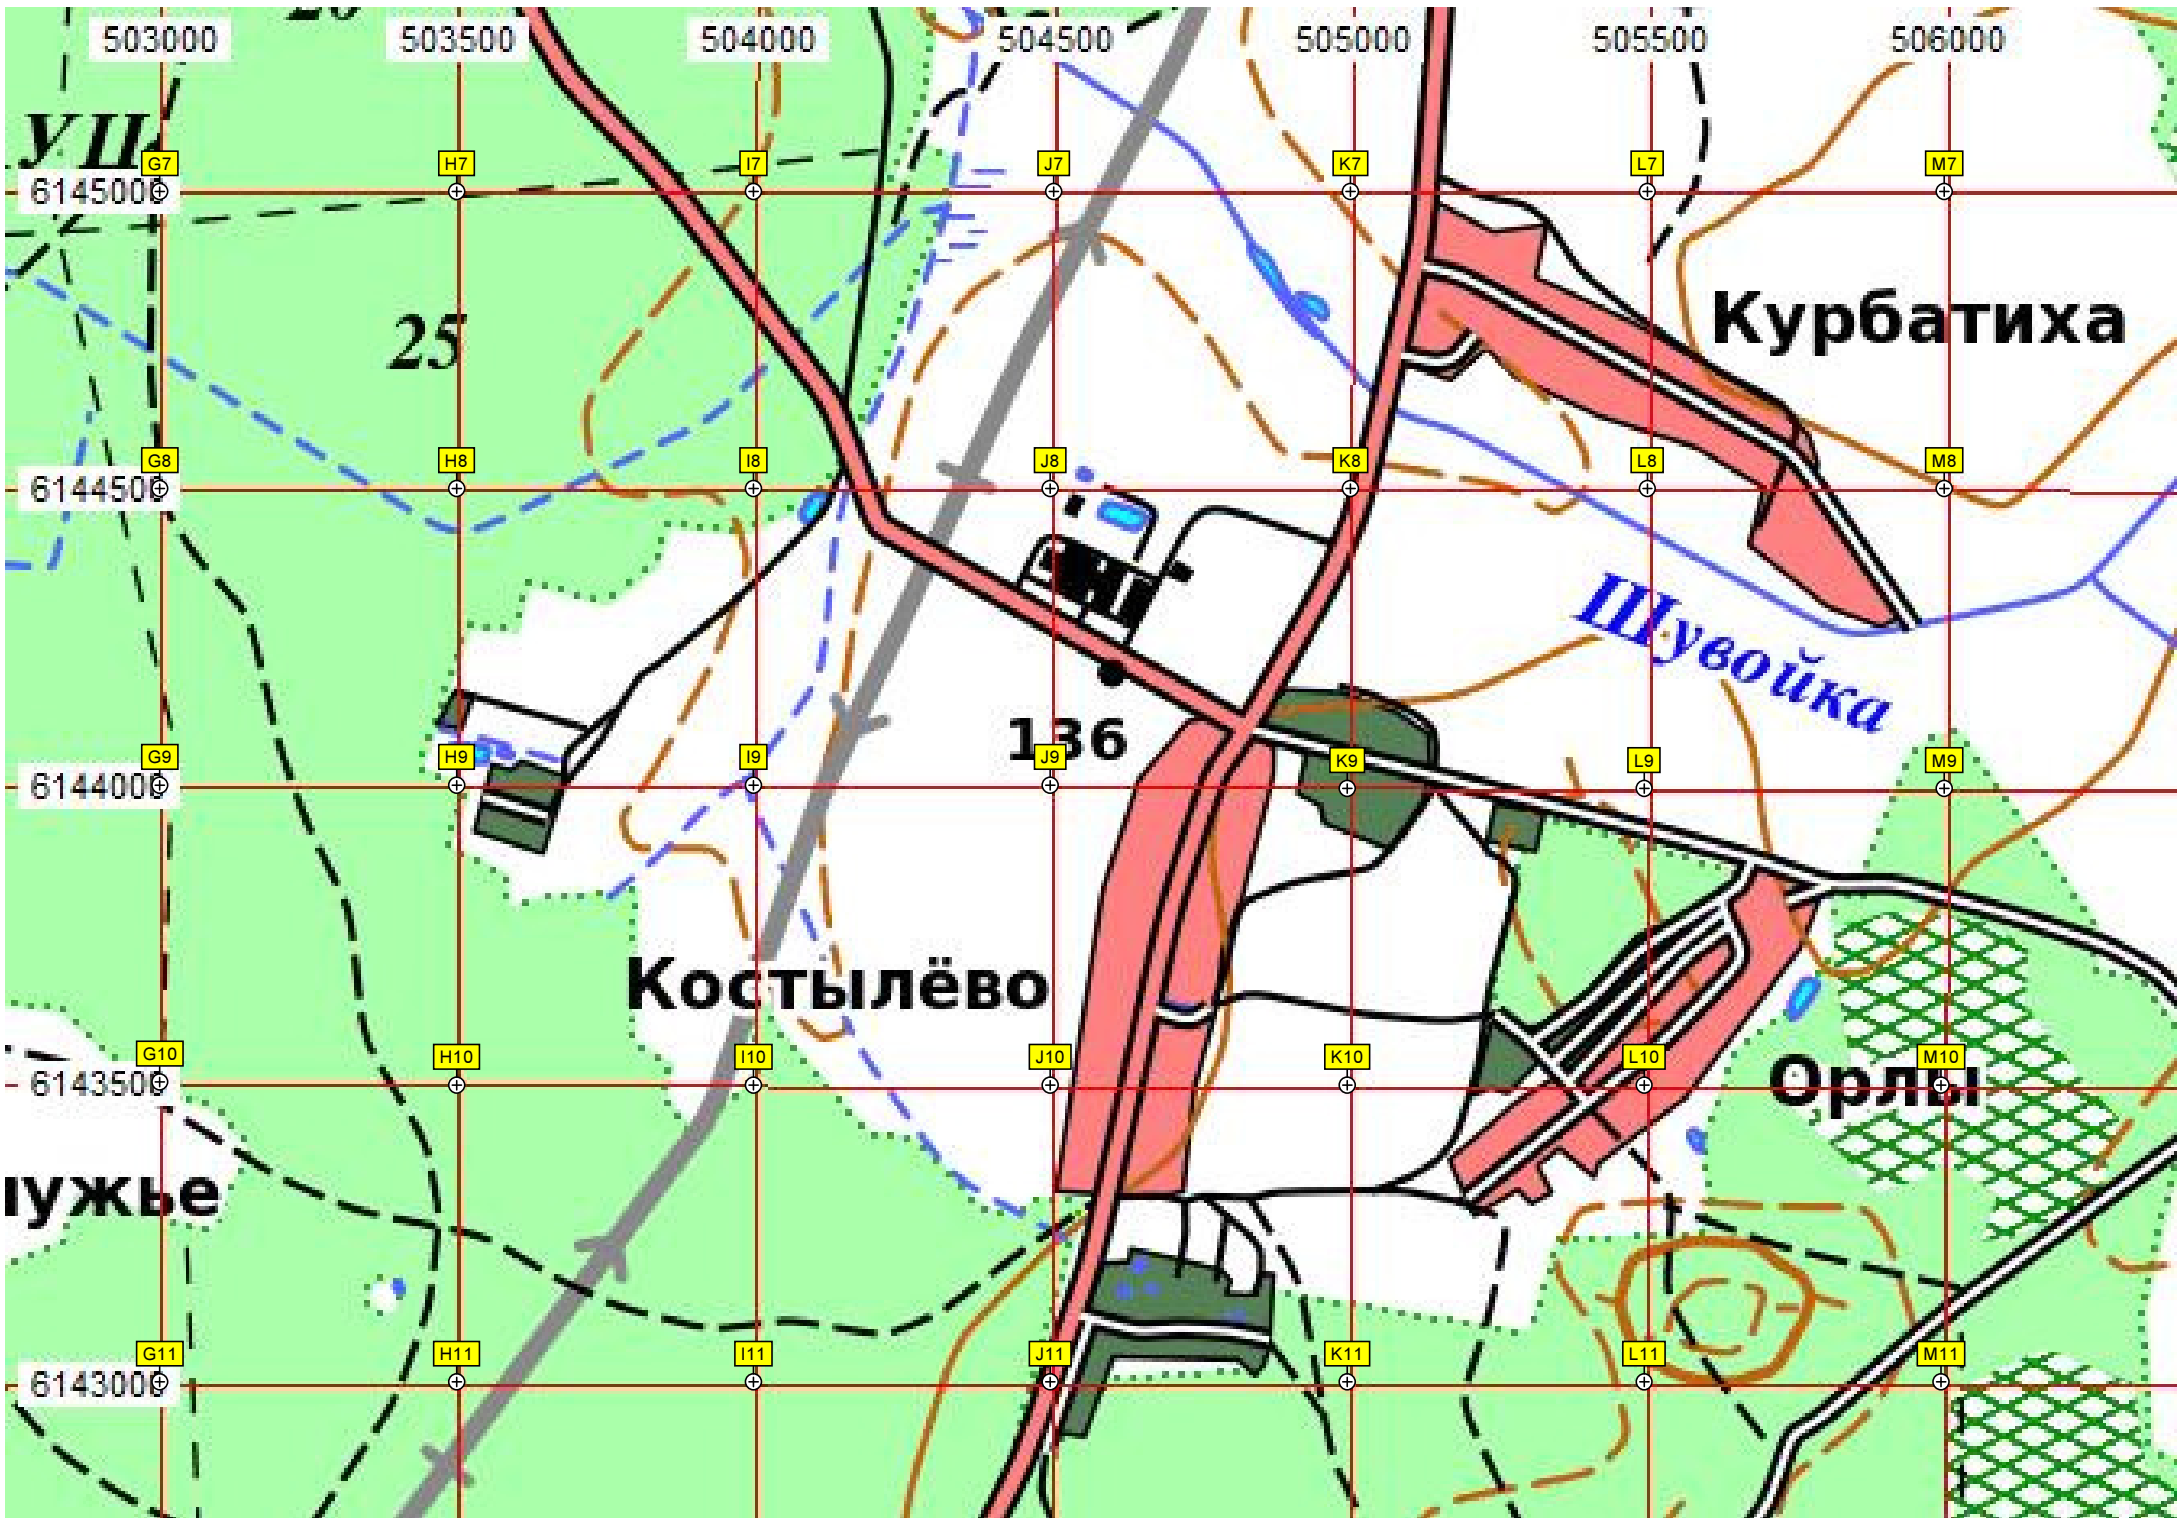 503000 503500 504000 504500 505000 505500 506000
G7 H7 I7 J7 K7 L7 M7
6145000
25
Курбатиха
G8 H8 I8 J8 K8 L8 M8
6144500
Шувойка
136
G9 H9 I9 J9 K9 L9 M9
6144000
Костылёво
G10 H10 I10 J10 K10 L10 M10
6143500
Орлы
лужье
G11 H11 I11 J11 K11 L11 M11
6143000